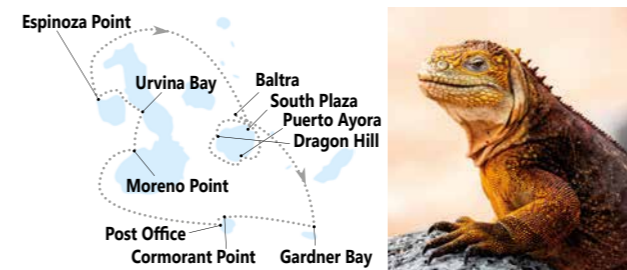 Espinoza Point
Urvina Bay
Baltra
South Plaza
Puerto Ayora
Dragon Hill
Moreno Point
Post Office
Cormorant Point
Gardner Bay